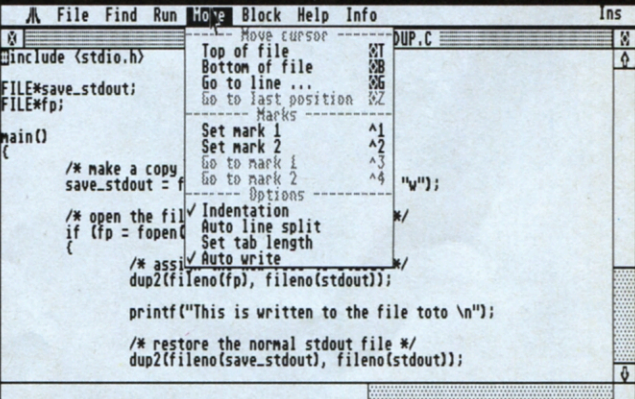 File Find Run Move Block Help Info Ins
DUP.C
#include <stdio.h>
FILE*save_stdout;
FILE*fp;
main()
{
/* make a copy
save_stdout = f "w");
/* open the fil */
if (fp = fopen(
{
/* assi */
dup2(fileno(fp), fileno(stdout));
printf("This is written to the file toto \n");
/* restore the normal stdout file */
dup2(fileno(save_stdout), fileno(stdout));
Move cursor
Top of file T
Bottom of file B
Go to line ... G
Go to last position Z
Marks
Set mark 1 ^1
Set mark 2 ^2
Go to mark 1 ^3
Go to mark 2 ^4
Options
✓ Indentation
Auto line split
Set tab length
✓ Auto write